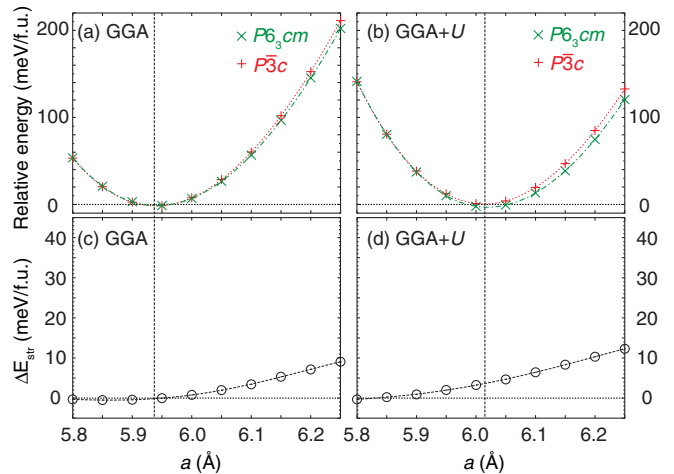 (a) GGA
× P6₃cm
+ P3̅c
(b) GGA+U
× P6₃cm
+ P3̅c
Relative energy (meV/f.u.)
200
100
0
200
100
0
(c) GGA
(d) GGA+U
ΔE_str (meV/f.u.)
40
30
20
10
0
40
30
20
10
0
5.8 5.9 6.0 6.1 6.2 5.8 5.9 6.0 6.1 6.2
a (Å) a (Å)